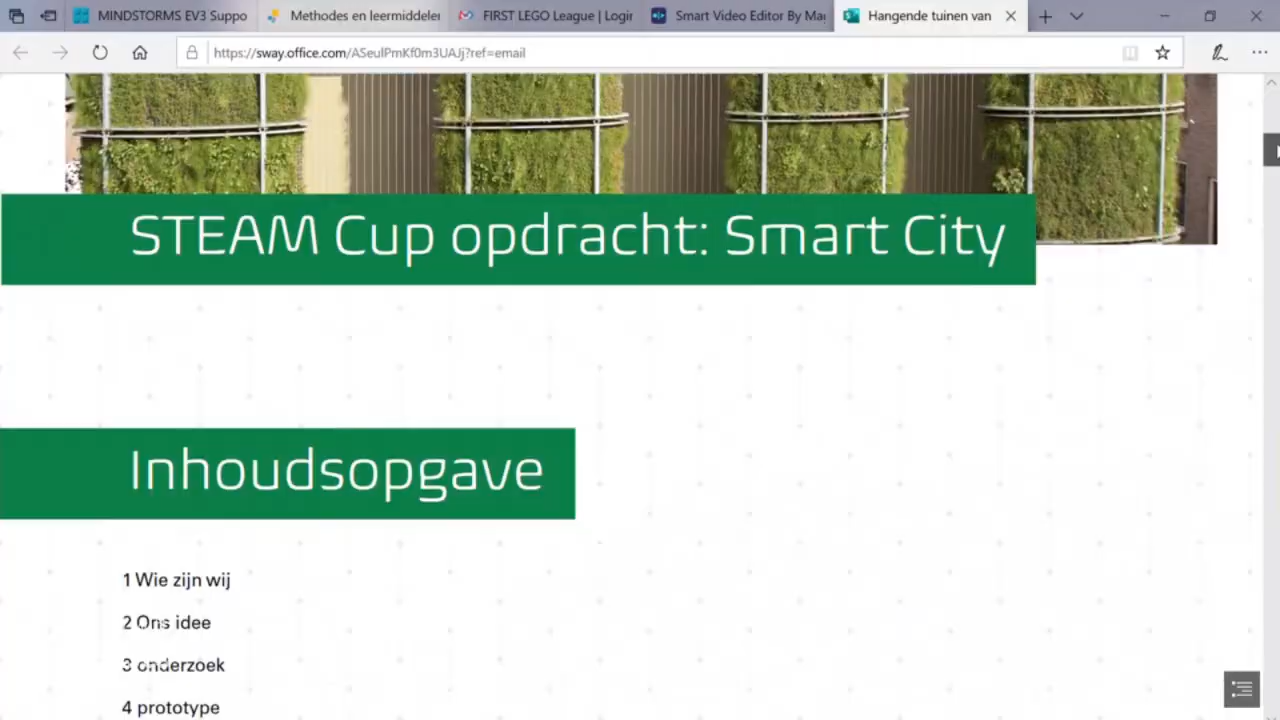 MINDSTORMS EV3 Suppo
Methodes en leermiddelen
FIRST LEGO League | Login
Smart Video Editor By Mag
Hangende tuinen van
https://sway.office.com/ASeulPmKf0m3UAJj?ref=email
STEAM Cup opdracht: Smart City
Inhoudsopgave
1 Wie zijn wij
2 Ons idee
3 onderzoek
4 prototype